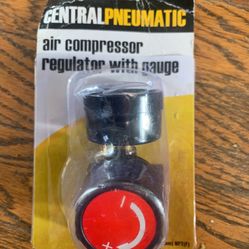 CENTRALPNEUMATIC®
air compressor
regulator with gauge